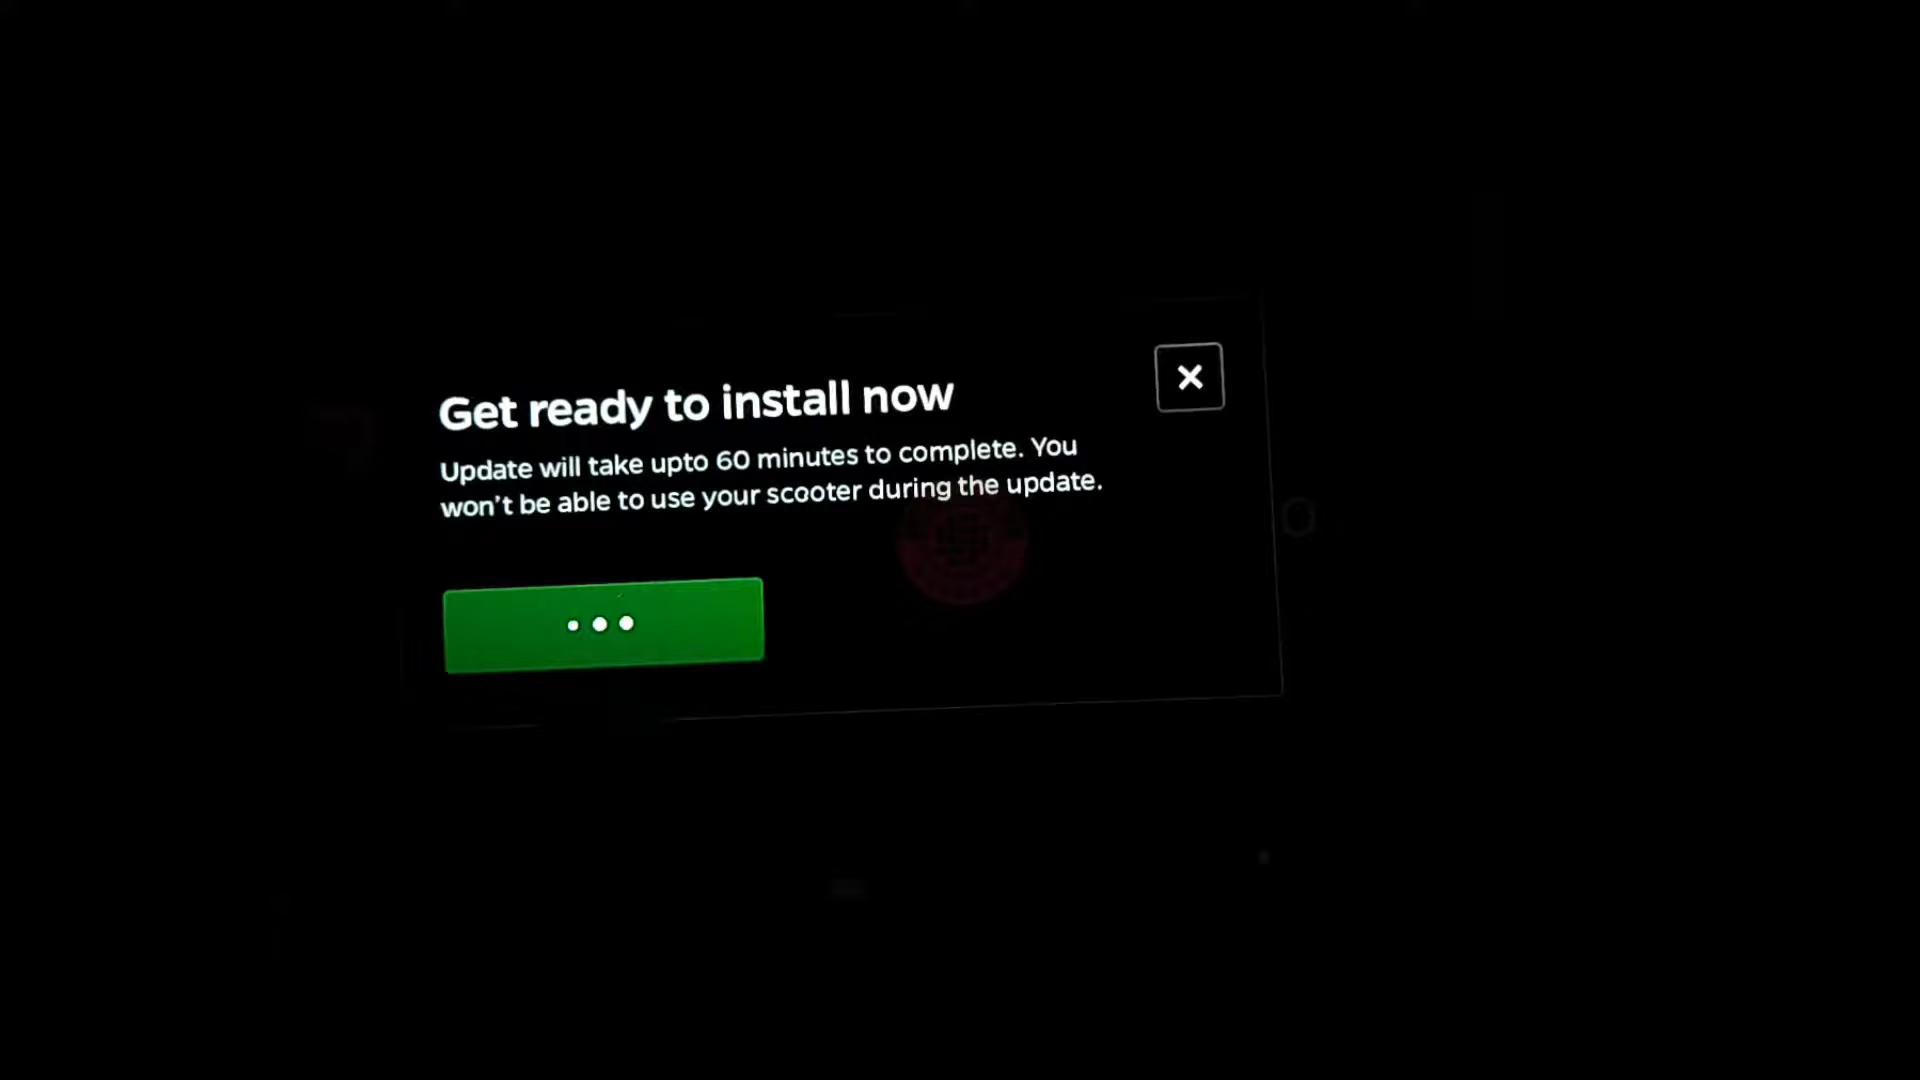 Get ready to install now
Update will take upto 60 minutes to complete. You
won't be able to use your scooter during the update.